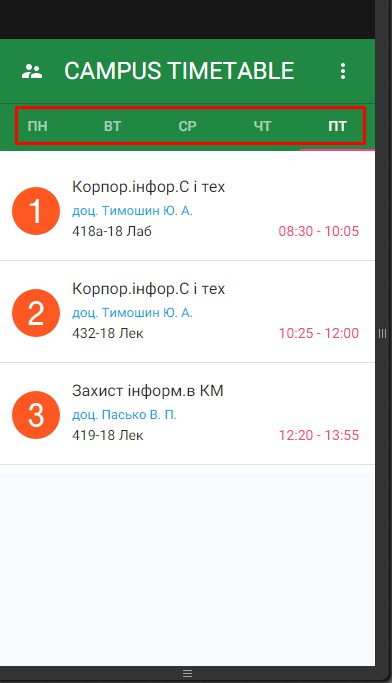 CAMPUS TIMETABLE
ПН ВТ СР ЧТ ПТ
1
Корпор.інфор.С і тех
доц. Тимошин Ю. А.
418а-18 Лаб 08:30 - 10:05
2
Корпор.інфор.С і тех
доц. Тимошин Ю. А.
432-18 Лек 10:25 - 12:00
3
Захист інформ.в КМ
доц. Пасько В. П.
419-18 Лек 12:20 - 13:55